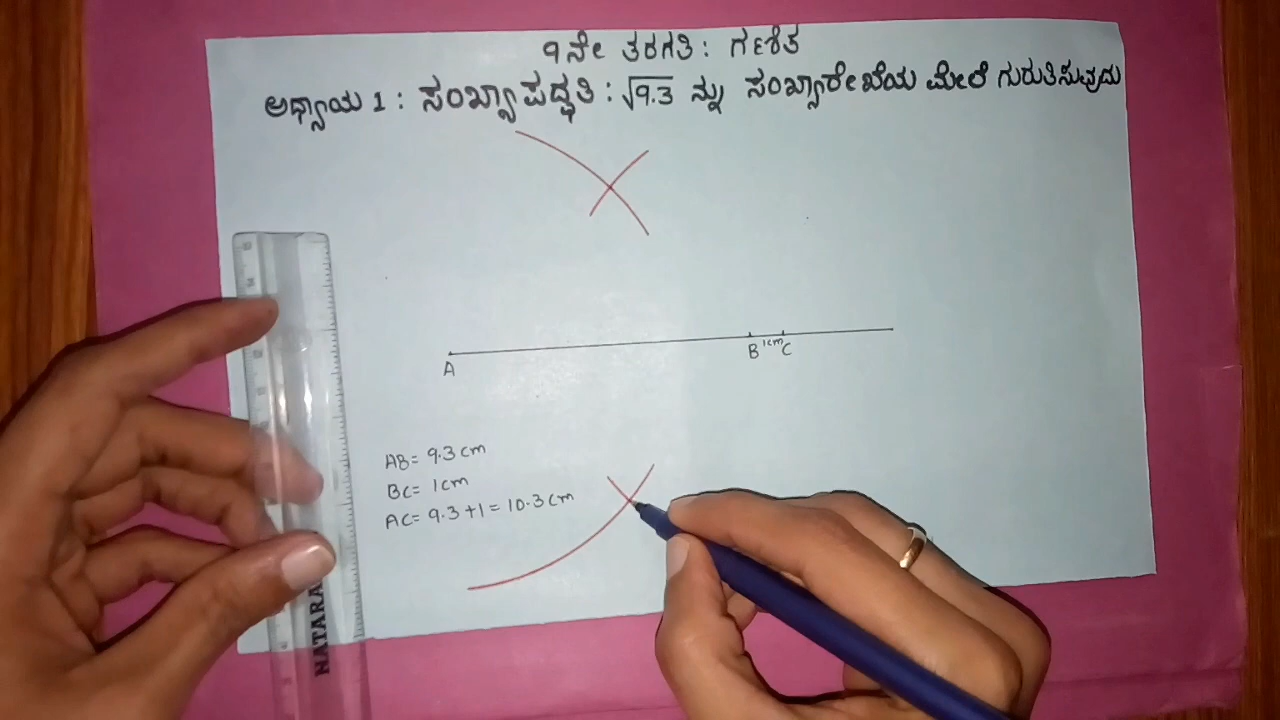 9ನೇ ತರಗತಿ: ಗಣಿತ
ಅಧ್ಯಾಯ 1: ಸಂಖ್ಯಾ ಪದ್ಧತಿ: √9.3 ನ್ನು ಸಂಖ್ಯಾರೇಖೆಯ ಮೇಲೆ ಗುರುತಿಸುವುದು
A
B 1cm C
AB= 9.3 cm
BC= 1cm
AC= 9.3+1= 10.3 cm
NATARA